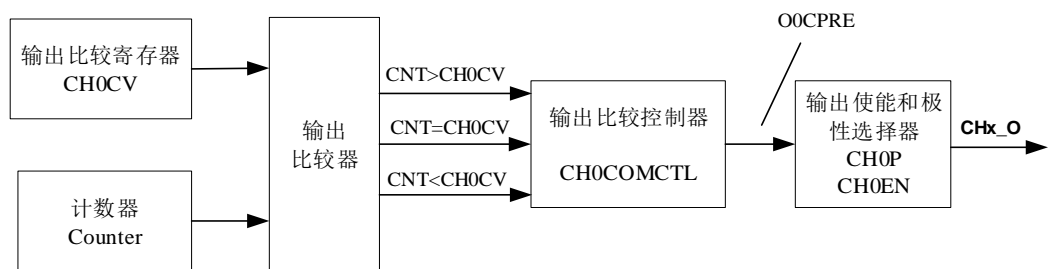 O0CPRE
输出比较寄存器
CH0CV
CNT>CH0CV
CNT=CH0CV
CNT<CH0CV
输出
比较器
计数器
Counter
输出比较控制器
CH0COMCTL
输出使能和极
性选择器
CH0P
CH0EN
CHx_O